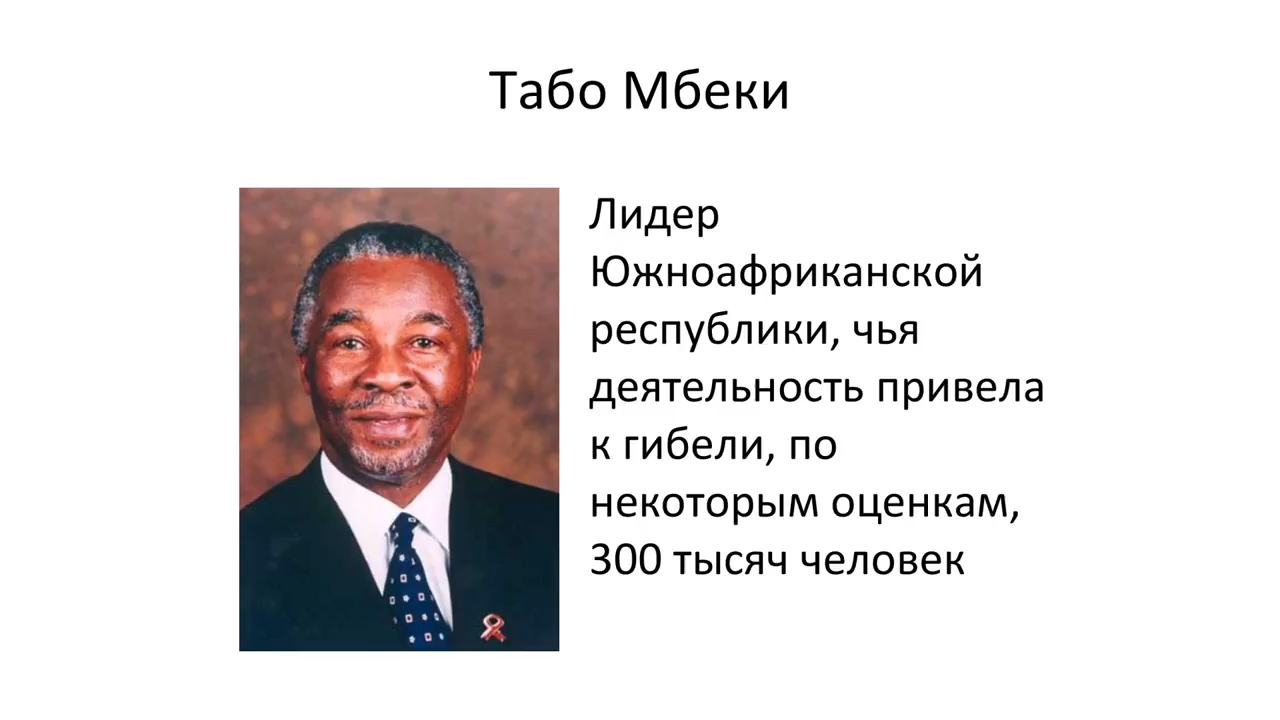 Табо Мбеки
Лидер
Южноафриканской
республики, чья
деятельность привела
к гибели, по
некоторым оценкам,
300 тысяч человек